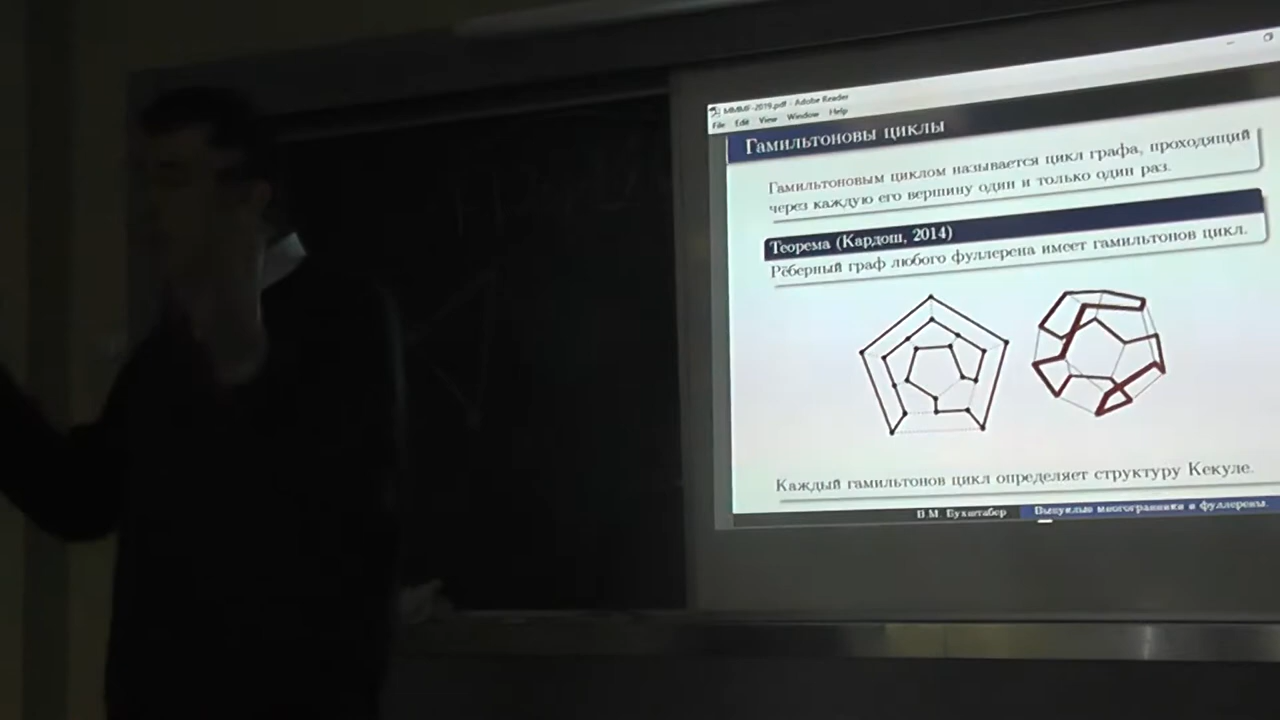 MMMF-2019.pdf - Adobe Reader
File Edit View Window Help
Гамильтоновы циклы
Гамильтоновым циклом называется цикл графа, проходящий
через каждую его вершину один и только один раз.
Теорема (Кардош, 2014)
Рёберный граф любого фуллерена имеет гамильтонов цикл.
Каждый гамильтонов цикл определяет структуру Кекуле.
В.М. Бухштабер Выпуклые многогранники и фуллерены.